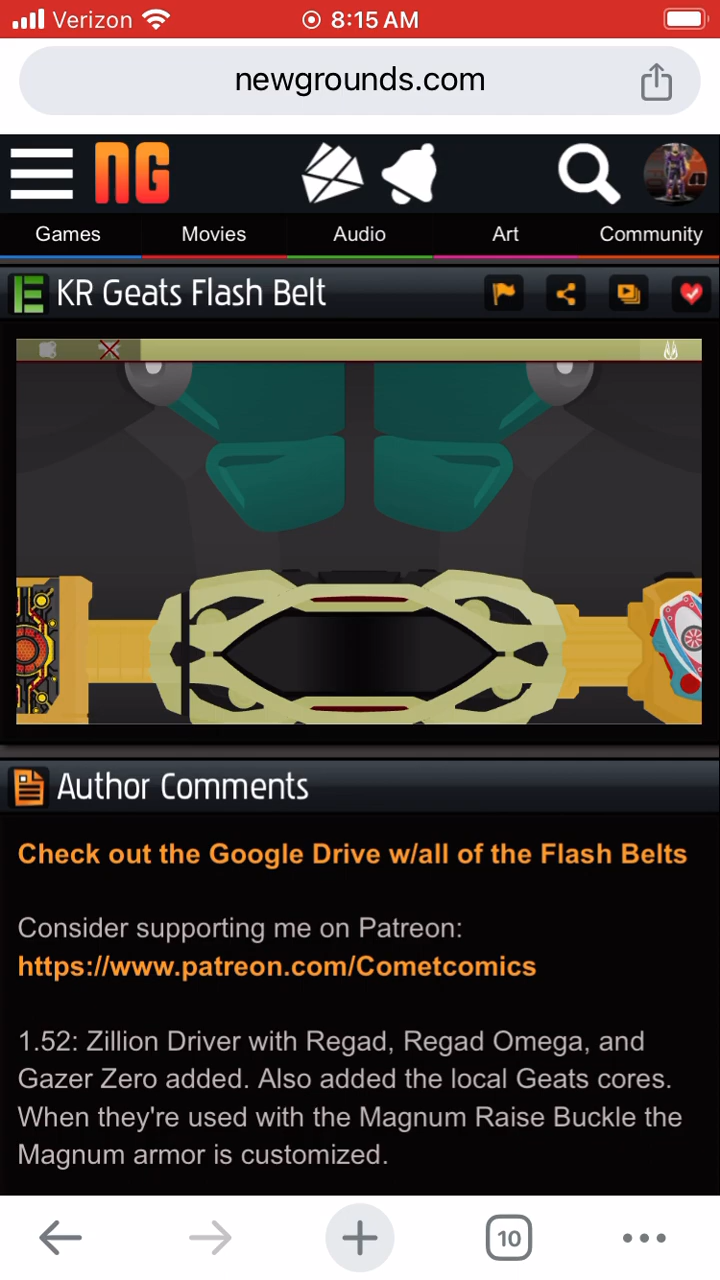 Verizon 8:15 AM
newgrounds.com
NG
Games Movies Audio Art Community
E KR Geats Flash Belt
Author Comments
Check out the Google Drive w/all of the Flash Belts
Consider supporting me on Patreon:
https://www.patreon.com/Cometcomics
1.52: Zillion Driver with Regad, Regad Omega, and
Gazer Zero added. Also added the local Geats cores.
When they're used with the Magnum Raise Buckle the
Magnum armor is customized.
10